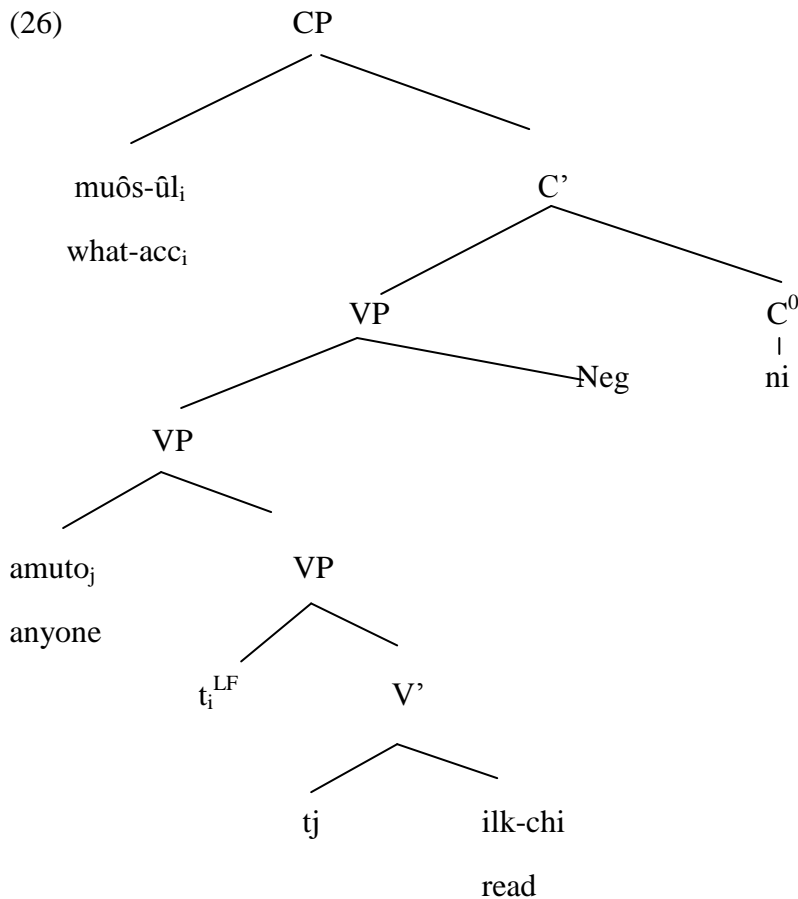 (26) CP
muôs-ûlᵢ C’
what-accᵢ
VP C⁰
Neg ni
VP
amutoⱼ VP
anyone
tᵢᴸᶠ V’
tj ilk-chi
read